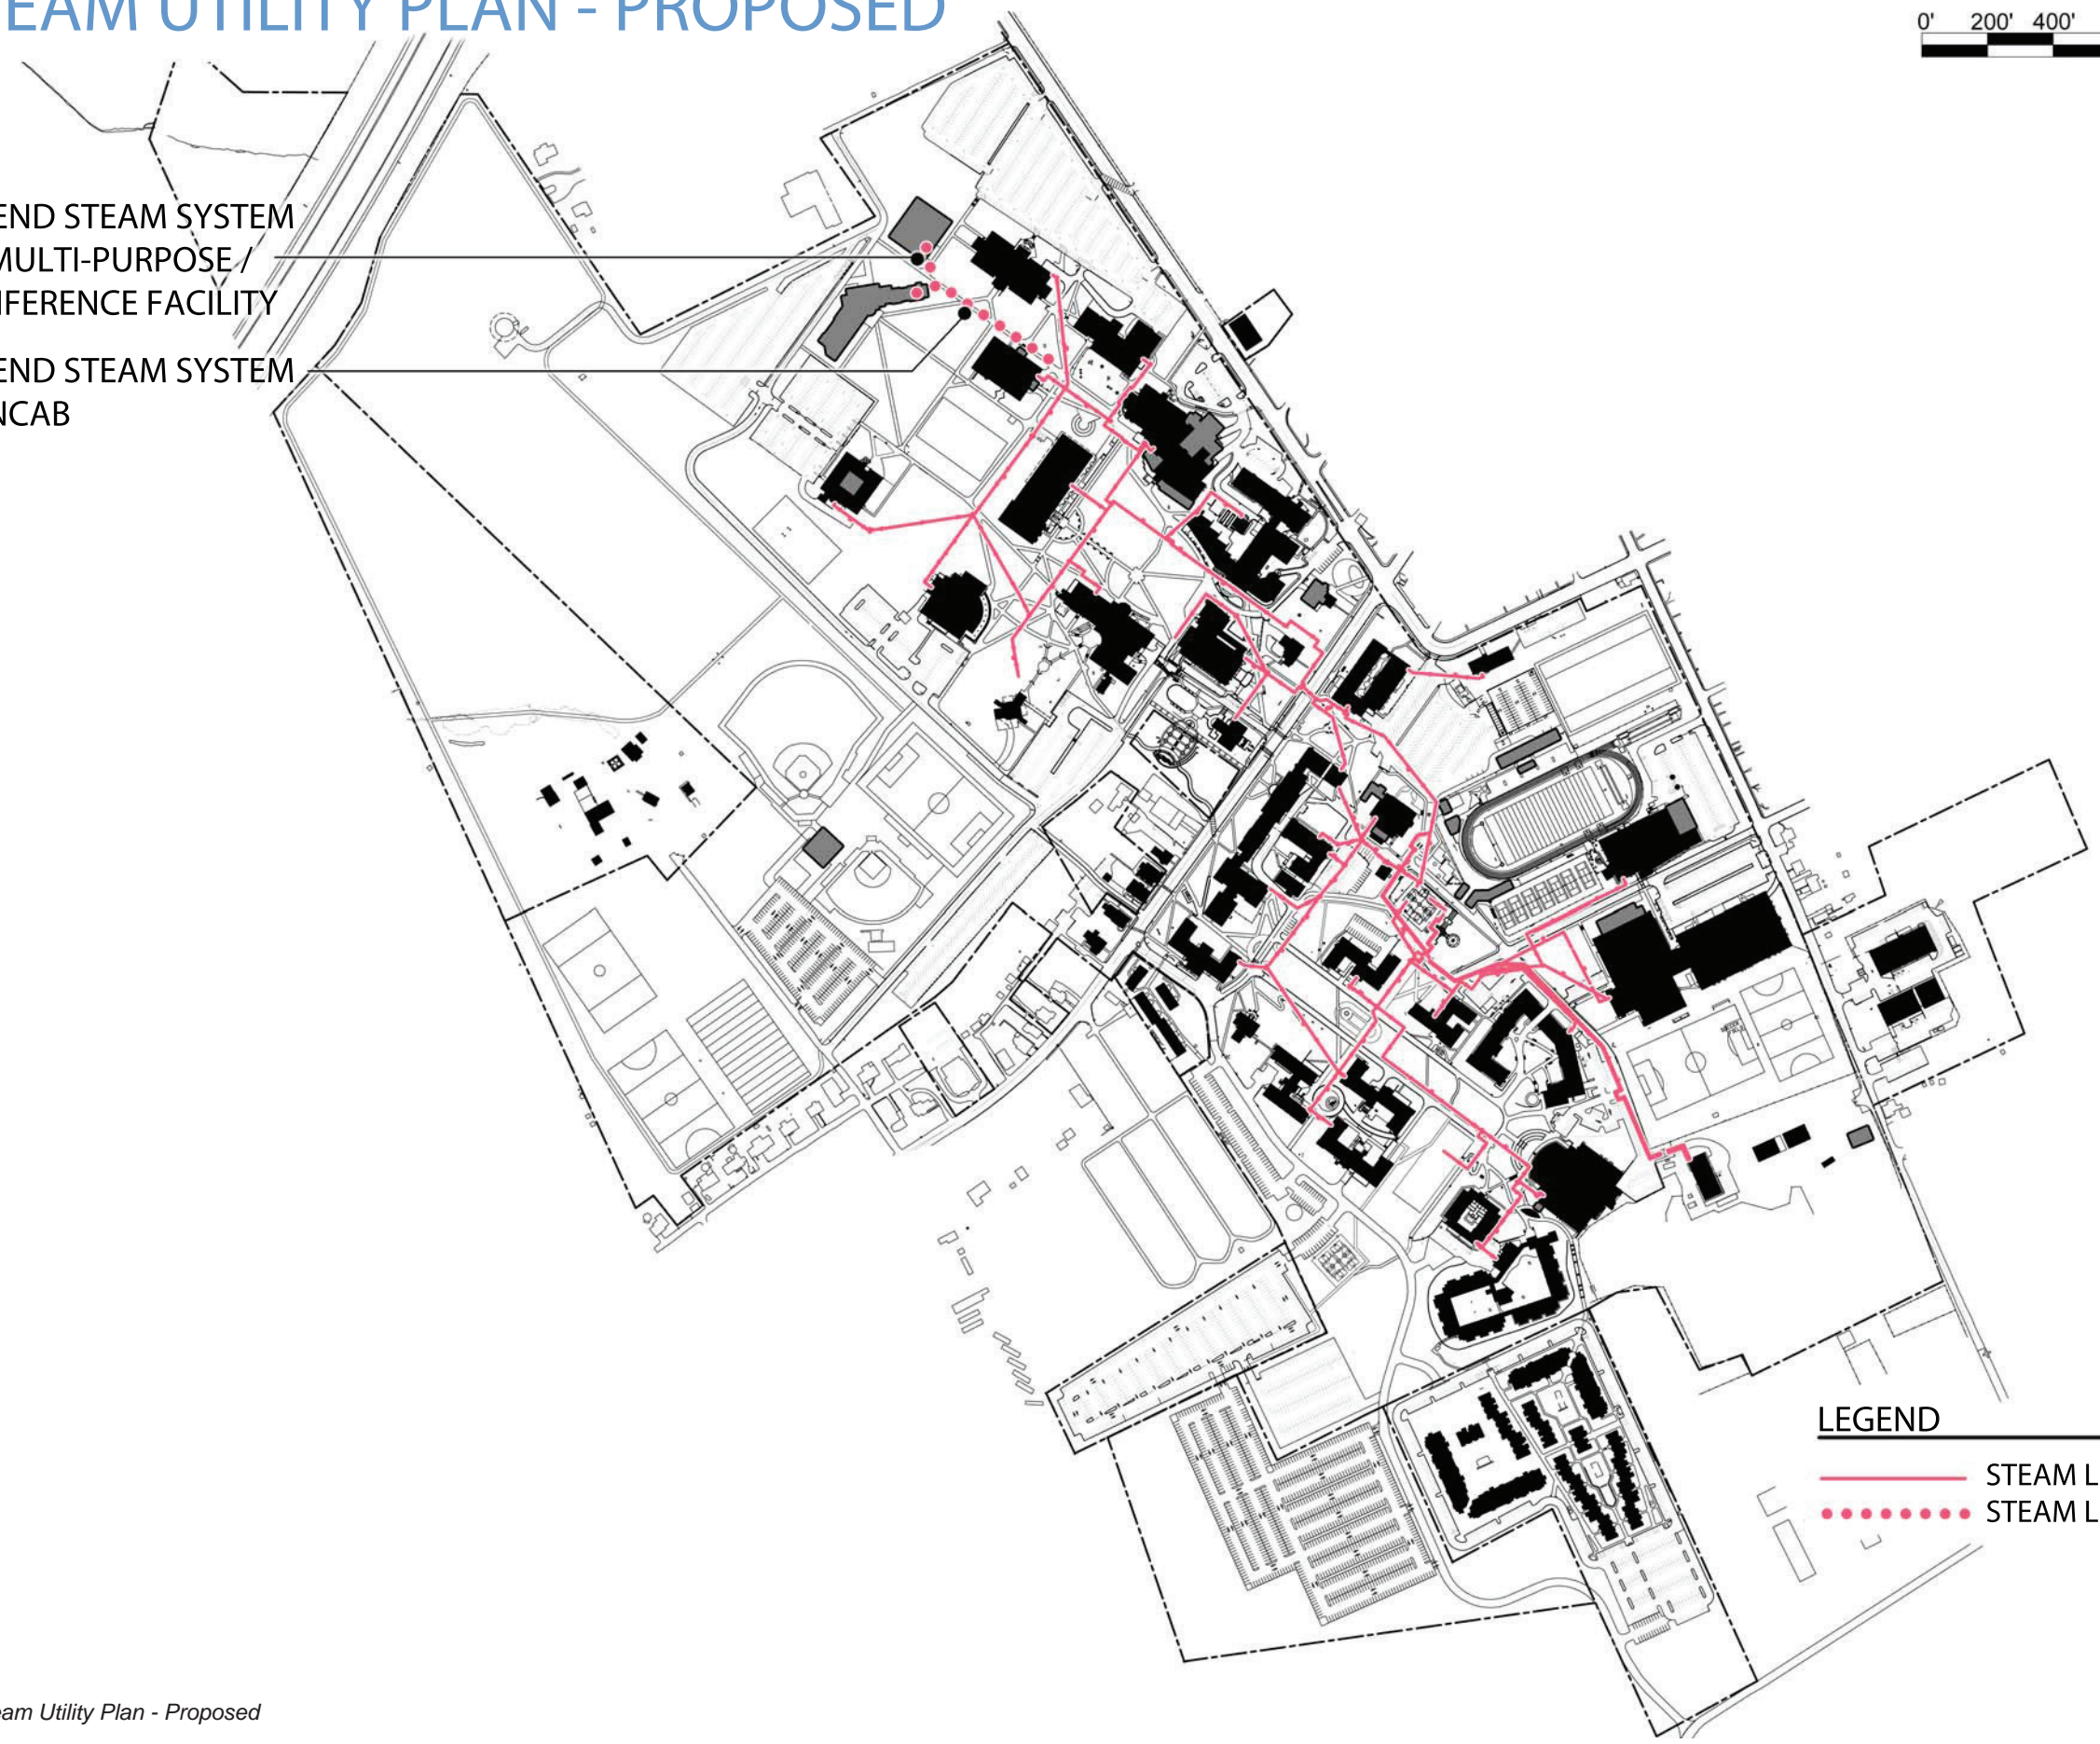 EAM UTILITY PLAN - PROPOSED
0' 200' 400'
END STEAM SYSTEM
MULTI-PURPOSE /
NFERENCE FACILITY
END STEAM SYSTEM
NCAB
LEGEND
STEAM L
STEAM L
eam Utility Plan - Proposed